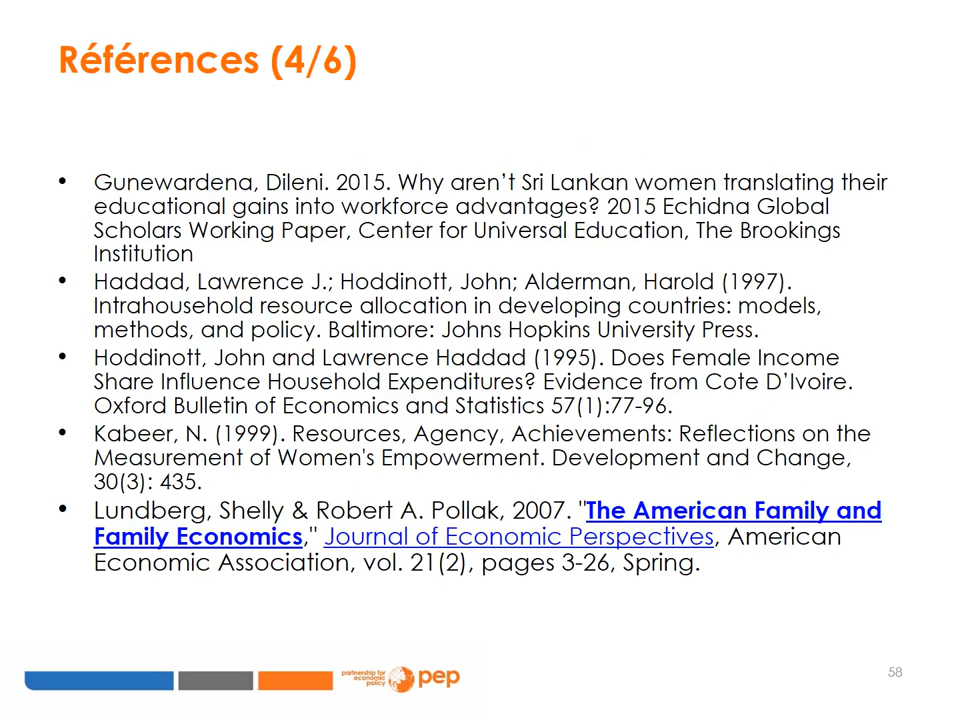 Références (4/6)
• Gunewardena, Dileni. 2015. Why aren’t Sri Lankan women translating their
educational gains into workforce advantages? 2015 Echidna Global
Scholars Working Paper, Center for Universal Education, The Brookings
Institution
• Haddad, Lawrence J.; Hoddinott, John; Alderman, Harold (1997).
Intrahousehold resource allocation in developing countries: models,
methods, and policy. Baltimore: Johns Hopkins University Press.
• Hoddinott, John and Lawrence Haddad (1995). Does Female Income
Share Influence Household Expenditures? Evidence from Cote D’Ivoire.
Oxford Bulletin of Economics and Statistics 57(1):77-96.
• Kabeer, N. (1999). Resources, Agency, Achievements: Reflections on the
Measurement of Women's Empowerment. Development and Change,
30(3): 435.
• Lundberg, Shelly & Robert A. Pollak, 2007. "The American Family and
Family Economics," Journal of Economic Perspectives, American
Economic Association, vol. 21(2), pages 3-26, Spring.
partnership for
economic
policy
pep
58